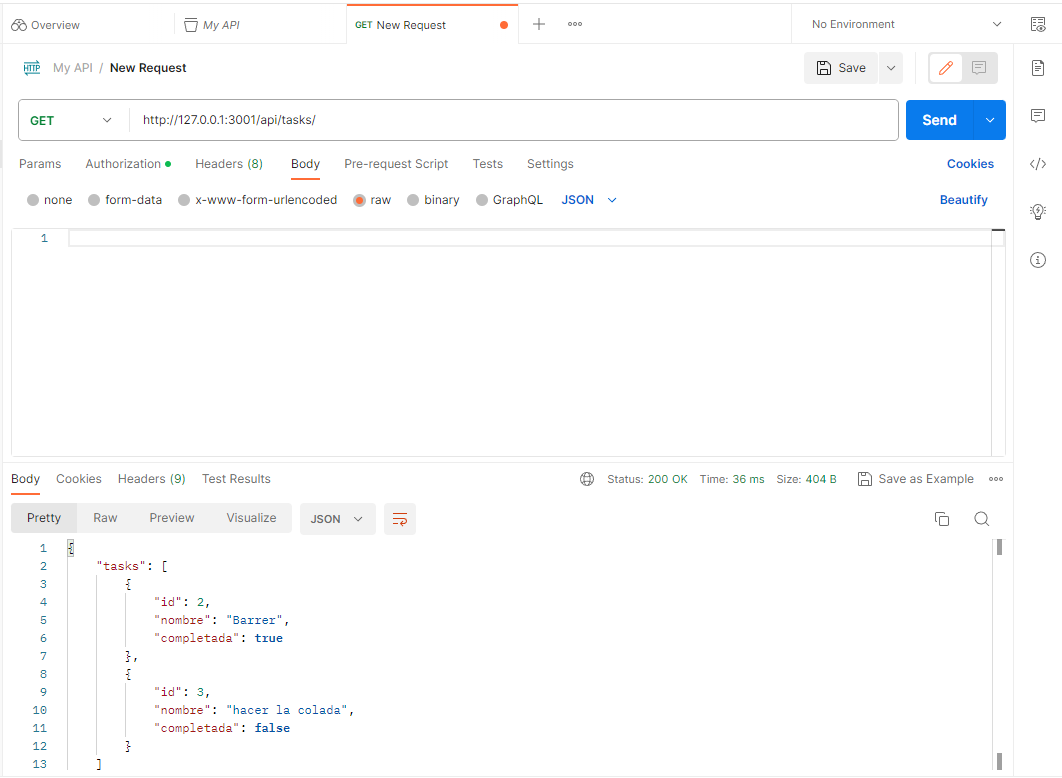 Overview
My API
GET New Request
No Environment
HTTP My API / New Request
Save
GET http://127.0.0.1:3001/api/tasks/ Send
Params Authorization Headers (8) Body Pre-request Script Tests Settings Cookies
none form-data x-www-form-urlencoded raw binary GraphQL JSON Beautify
1
Body Cookies Headers (9) Test Results Status: 200 OK Time: 36 ms Size: 404 B Save as Example
Pretty Raw Preview Visualize JSON
1 {
2 "tasks": [
3 {
4 "id": 2,
5 "nombre": "Barrer",
6 "completada": true
7 },
8 {
9 "id": 3,
10 "nombre": "hacer la colada",
11 "completada": false
12 }
13 ]